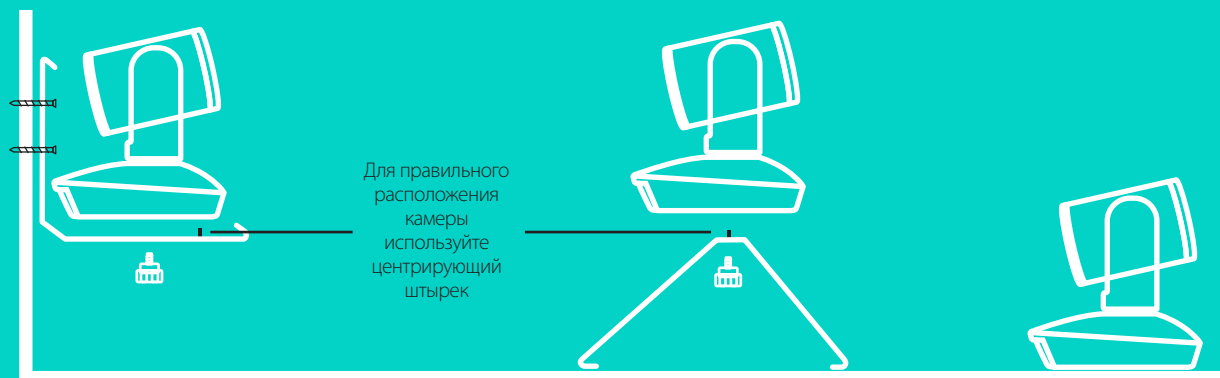 Для правильного
расположения
камеры
используйте
центрирующий
штырек